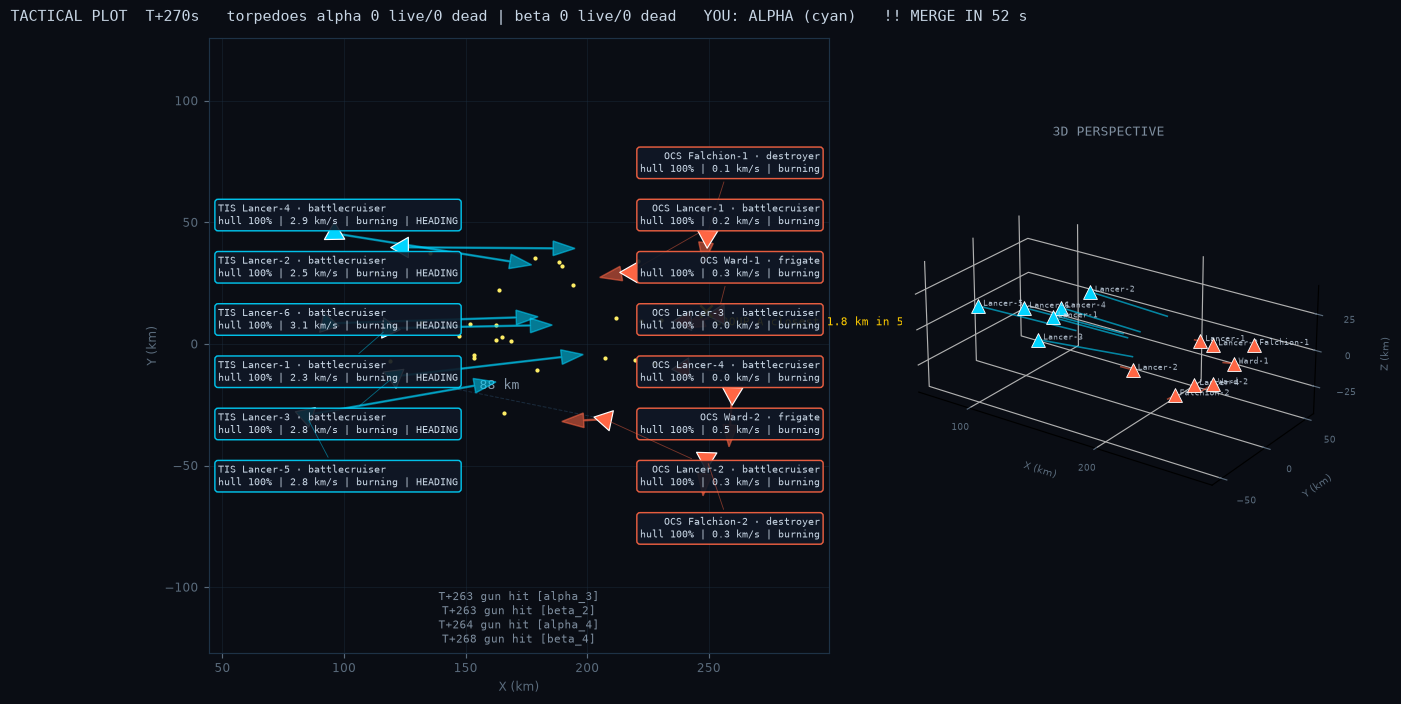 TACTICAL PLOT  T+270s   torpedoes alpha 0 live/0 dead | beta 0 live/0 dead   YOU: ALPHA (cyan)   !! MERGE IN 52 s
3D PERSPECTIVE
TIS Lancer-4 · battlecruiser
hull 100% | 2.9 km/s | burning | HEADING
TIS Lancer-2 · battlecruiser
hull 100% | 2.5 km/s | burning | HEADING
TIS Lancer-6 · battlecruiser
hull 100% | 3.1 km/s | burning | HEADING
TIS Lancer-1 · battlecruiser
hull 100% | 2.3 km/s | burning | HEADING
TIS Lancer-3 · battlecruiser
hull 100% | 2.8 km/s | burning | HEADING
TIS Lancer-5 · battlecruiser
hull 100% | 2.8 km/s | burning | HEADING
OCS Falchion-1 · destroyer
hull 100% | 0.1 km/s | burning
OCS Lancer-1 · battlecruiser
hull 100% | 0.2 km/s | burning
OCS Ward-1 · frigate
hull 100% | 0.3 km/s | burning
OCS Lancer-3 · battlecruiser
hull 100% | 0.0 km/s | burning
OCS Lancer-4 · battlecruiser
hull 100% | 0.0 km/s | burning
OCS Ward-2 · frigate
hull 100% | 0.5 km/s | burning
OCS Lancer-2 · battlecruiser
hull 100% | 0.3 km/s | burning
OCS Falchion-2 · destroyer
hull 100% | 0.3 km/s | burning
1.8 km in 5
88 km
T+263 gun hit [alpha_3]
T+263 gun hit [beta_2]
T+264 gun hit [alpha_4]
T+268 gun hit [beta_4]
100
50
0
−50
−100
Y (km)
50
100
150
200
250
X (km)
Lancer-2
Lancer-4
Lancer-3
Lancer-1
Falchion-1
Ward-1
Lancer-2
100
200
X (km)
−50
0
50
Y (km)
25
0
−25
Z (km)